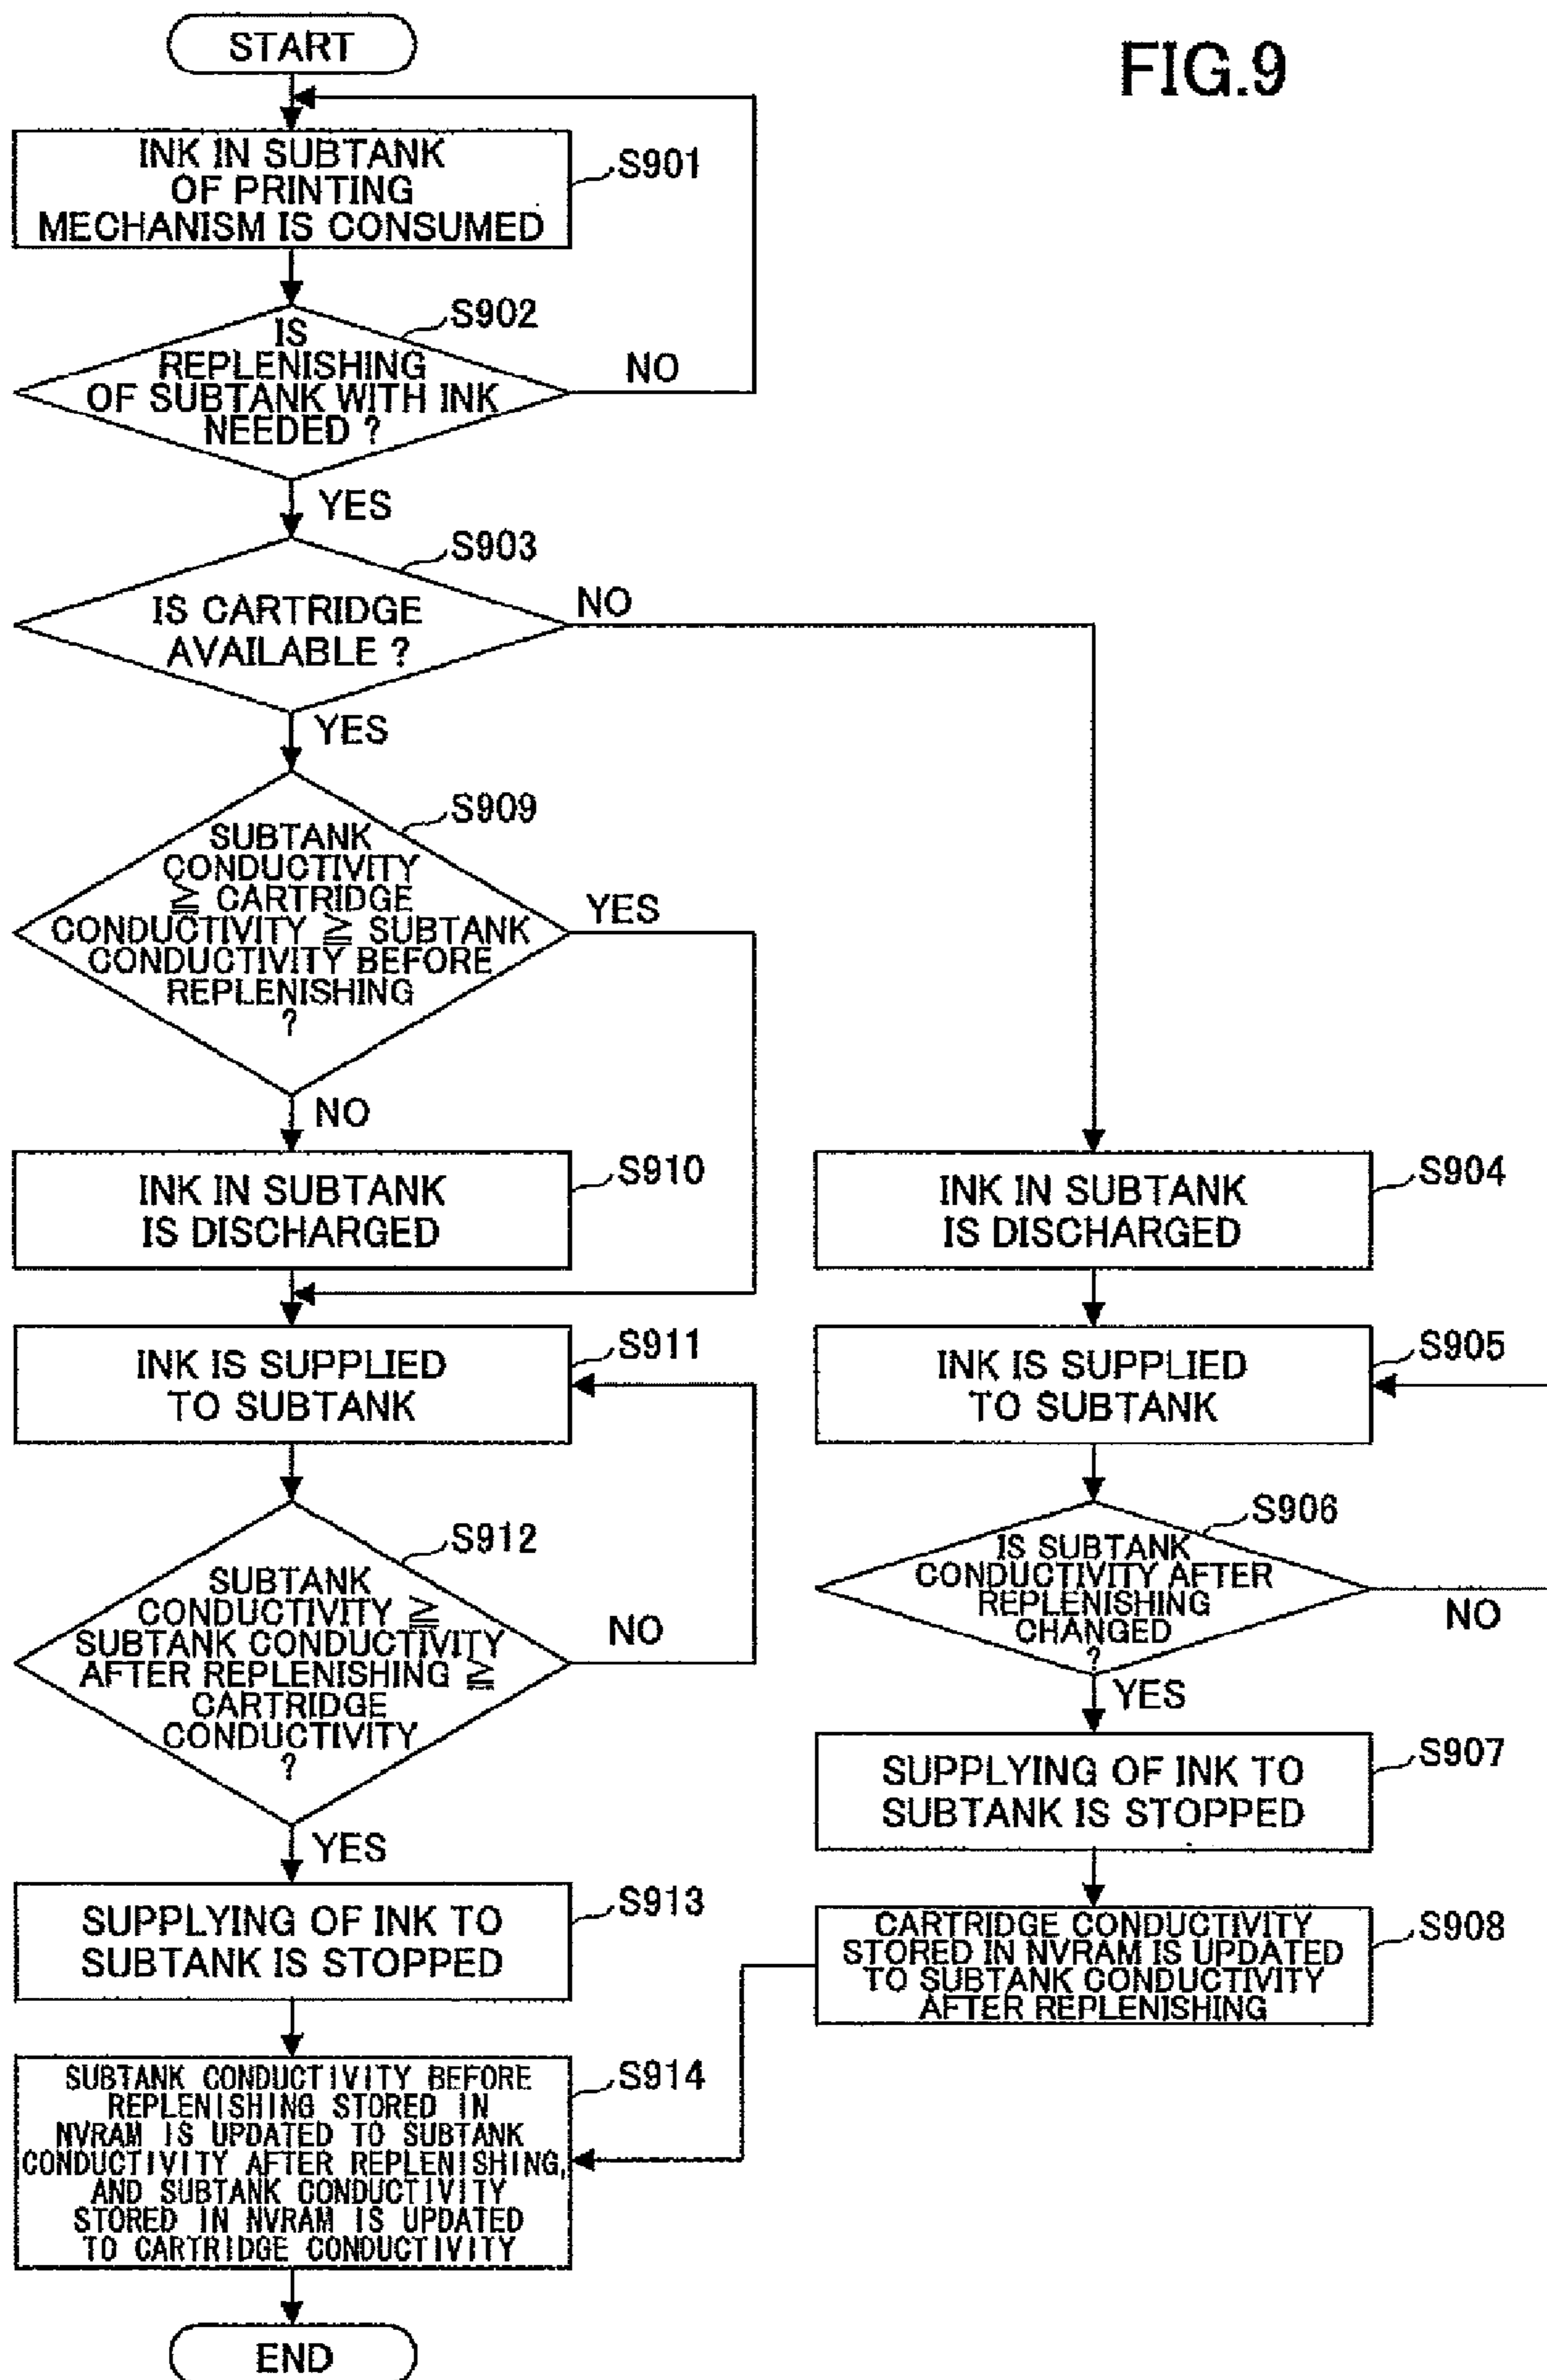 FIG.9
START
INK IN SUBTANK
OF PRINTING
MECHANISM IS CONSUMED
S901
S902
IS
REPLENISHING
OF SUBTANK WITH INK
NEEDED ?
NO
YES
S903
IS CARTRIDGE
AVAILABLE ?
NO
YES
S909
SUBTANK
CONDUCTIVITY
≦ CARTRIDGE
CONDUCTIVITY ≧ SUBTANK
CONDUCTIVITY BEFORE
REPLENISHING
?
YES
NO
INK IN SUBTANK
IS DISCHARGED
S910
INK IS SUPPLIED
TO SUBTANK
S911
S912
SUBTANK
CONDUCTIVITY ≧
SUBTANK CONDUCTIVITY
AFTER REPLENISHING ≧
CARTRIDGE
CONDUCTIVITY
?
NO
YES
SUPPLYING OF INK TO
SUBTANK IS STOPPED
S913
SUBTANK CONDUCTIVITY BEFORE
REPLENISHING STORED IN
NVRAM IS UPDATED TO SUBTANK
CONDUCTIVITY AFTER REPLENISHING,
AND SUBTANK CONDUCTIVITY
STORED IN NVRAM IS UPDATED
TO CARTRIDGE CONDUCTIVITY
S914
END
INK IN SUBTANK
IS DISCHARGED
S904
INK IS SUPPLIED
TO SUBTANK
S905
S906
IS SUBTANK
CONDUCTIVITY AFTER
REPLENISHING
CHANGED
?
NO
YES
SUPPLYING OF INK TO
SUBTANK IS STOPPED
S907
CARTRIDGE CONDUCTIVITY
STORED IN NVRAM IS UPDATED
TO SUBTANK CONDUCTIVITY
AFTER REPLENISHING
S908